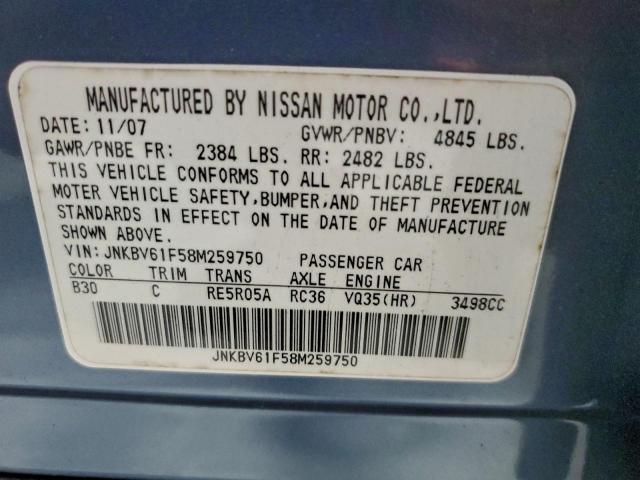 MANUFACTURED BY NISSAN MOTOR CO.,LTD.
DATE: 11/07 GVWR/PNBV: 4845 LBS.
GAWR/PNBE FR: 2384 LBS. RR: 2482 LBS.
THIS VEHICLE CONFORMS TO ALL APPLICABLE FEDERAL
MOTER VEHICLE SAFETY,BUMPER,AND THEFT PREVENTION
STANDARDS IN EFFECT ON THE DATE OF MANUFACTURE
SHOWN ABOVE.
VIN: JNKBV61F58M259750 PASSENGER CAR
COLOR TRIM TRANS AXLE ENGINE
B30 C RE5R05A RC36 VQ35(HR) 3498CC
JNKBV61F58M259750